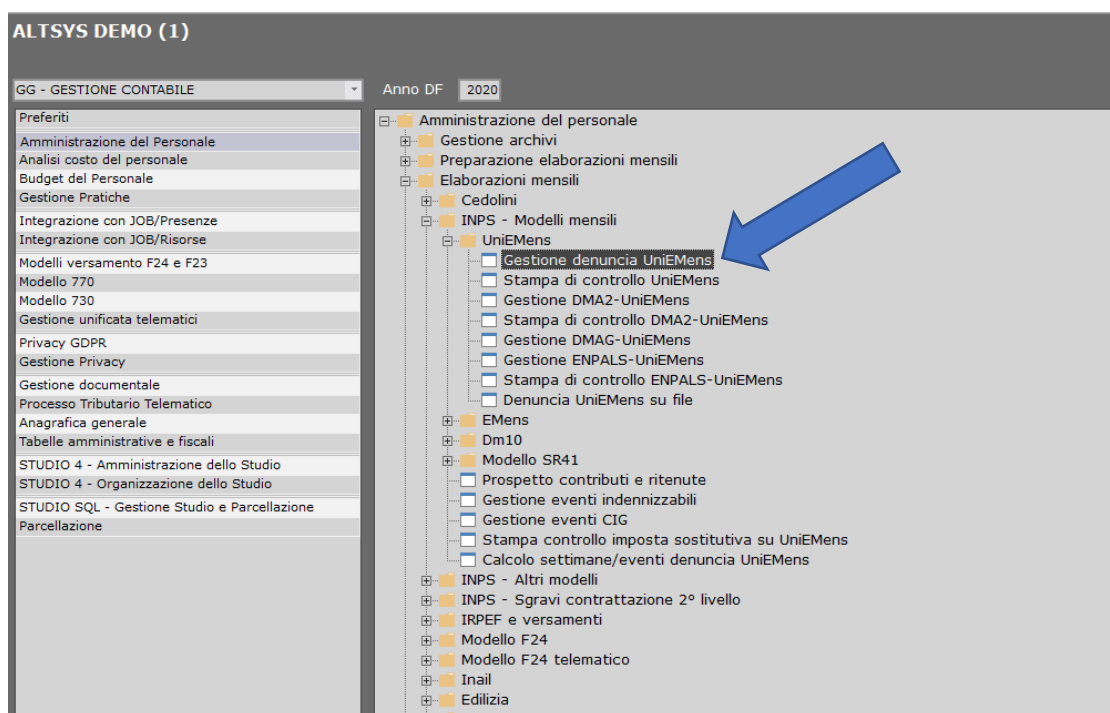 ALTSYS DEMO (1)
GG - GESTIONE CONTABILE
Anno DF 2020
Preferiti
Amministrazione del Personale
Analisi costo del personale
Budget del Personale
Gestione Pratiche
Integrazione con JOB/Presenze
Integrazione con JOB/Risorse
Modelli versamento F24 e F23
Modello 770
Modello 730
Gestione unificata telematici
Privacy GDPR
Gestione Privacy
Gestione documentale
Processo Tributario Telematico
Anagrafica generale
Tabelle amministrative e fiscali
STUDIO 4 - Amministrazione dello Studio
STUDIO 4 - Organizzazione dello Studio
STUDIO SQL - Gestione Studio e Parcellazione
Parcellazione
Amministrazione del personale
Gestione archivi
Preparazione elaborazioni mensili
Elaborazioni mensili
Cedolini
INPS - Modelli mensili
UniEMens
Gestione denuncia UniEMens
Stampa di controllo UniEMens
Gestione DMA2-UniEMens
Stampa di controllo DMA2-UniEMens
Gestione DMAG-UniEMens
Gestione ENPALS-UniEMens
Stampa di controllo ENPALS-UniEMens
Denuncia UniEMens su file
EMens
Dm10
Modello SR41
Prospetto contributi e ritenute
Gestione eventi indennizzabili
Gestione eventi CIG
Stampa controllo imposta sostitutiva su UniEMens
Calcolo settimane/eventi denuncia UniEMens
INPS - Altri modelli
INPS - Sgravi contrattazione 2° livello
IRPEF e versamenti
Modello F24
Modello F24 telematico
Inail
Edilizia